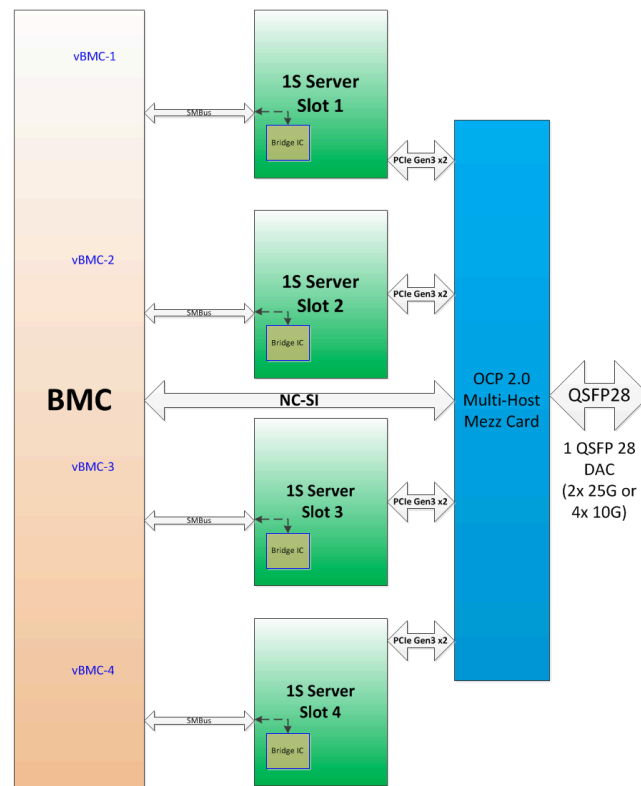 vBMC-1
SMBus
1S Server
Slot 1
Bridge IC
PCIe Gen3 x2
vBMC-2
SMBus
1S Server
Slot 2
Bridge IC
PCIe Gen3 x2
BMC
NC-SI
OCP 2.0
Multi-Host
Mezz Card
QSFP28
1 QSFP 28
DAC
(2x 25G or
4x 10G)
vBMC-3
SMBus
1S Server
Slot 3
Bridge IC
PCIe Gen3 x2
vBMC-4
SMBus
1S Server
Slot 4
Bridge IC
PCIe Gen3 x2